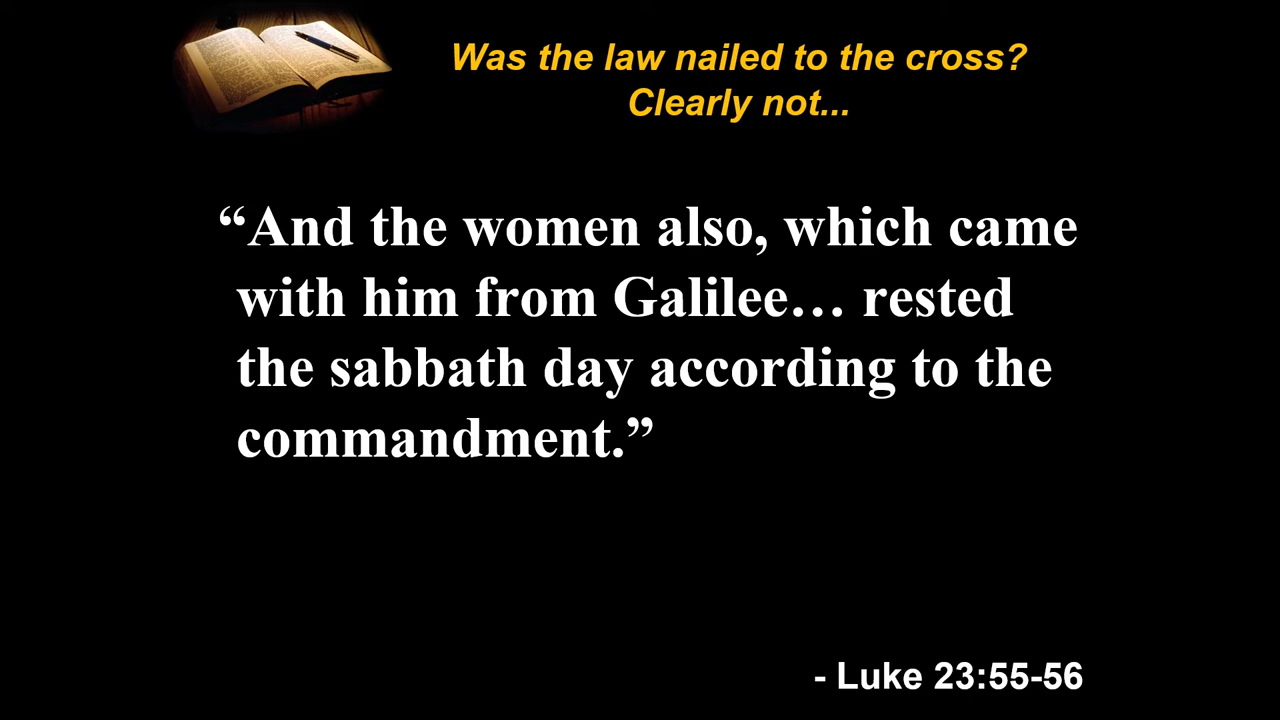 Was the law nailed to the cross?
Clearly not...
“And the women also, which came
with him from Galilee… rested
the sabbath day according to the
commandment.”
- Luke 23:55-56